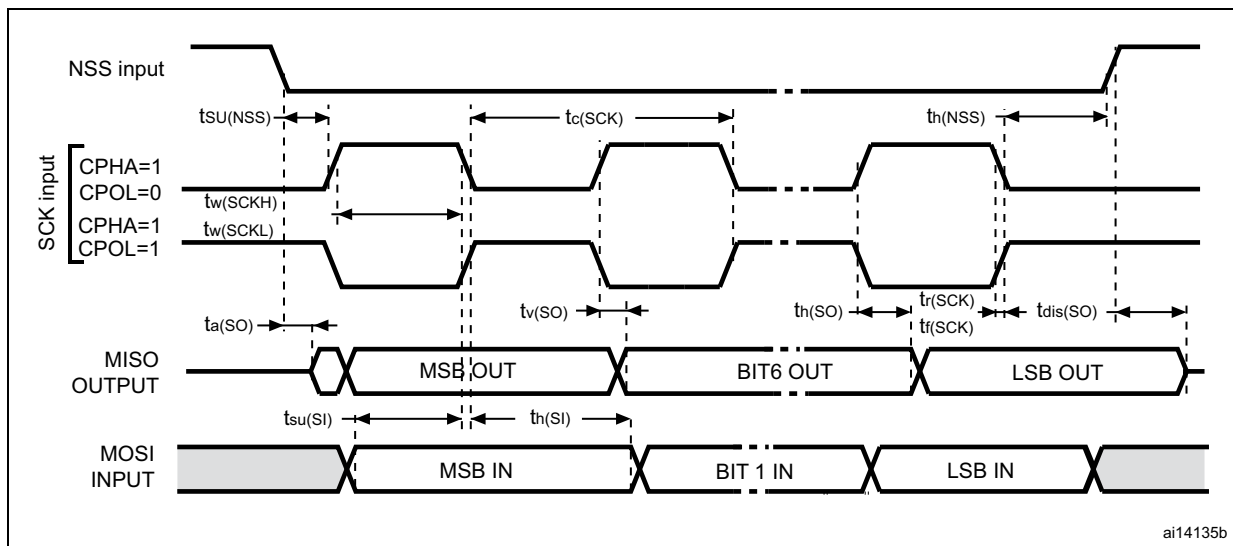 NSS input
tSU(NSS)
tc(SCK)
th(NSS)
SCK input
CPHA=1
CPOL=0
tw(SCKH)
CPHA=1
tw(SCKL)
CPOL=1
ta(SO)
tv(SO)
th(SO)
tr(SCK)
tf(SCK)
tdis(SO)
MISO
OUTPUT
MSB OUT
BIT6 OUT
LSB OUT
tsu(SI)
th(SI)
MOSI
INPUT
MSB IN
BIT 1 IN
LSB IN
ai14135b